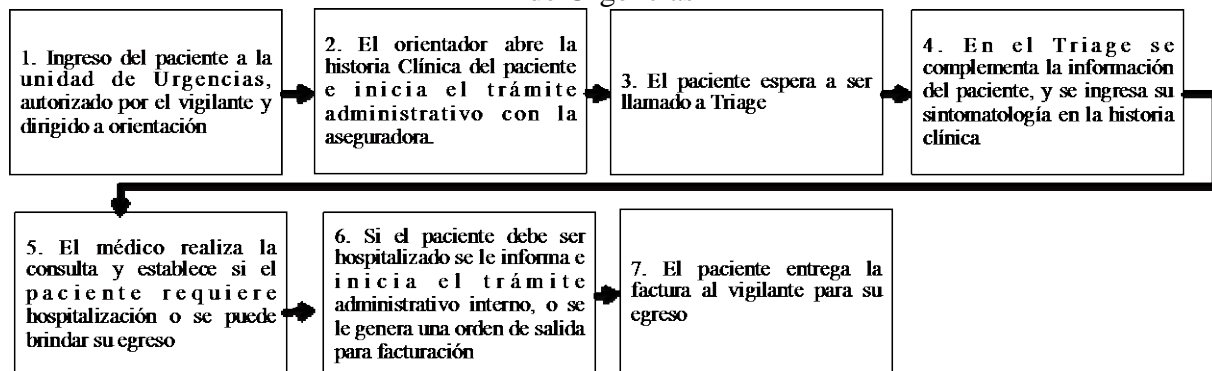 de Urgencias
1. Ingreso del paciente a la
unidad de Urgencias,
autorizado por el vigilante y
dirigido a orientación
2. El orientador abre la
historia Clínica del paciente
e inicia el trámite
administrativo con la
aseguradora.
3. El paciente espera a ser
llamado a Triage
4. En el Triage se
complementa la información
del paciente, y se ingresa su
sintomatología en la historia
clínica
5. El médico realiza la
consulta y establece si el
paciente requiere
hospitalización o se puede
brindar su egreso
6. Si el paciente debe ser
hospitalizado se le informa e
inicia el trámite
administrativo interno, o se
le genera una orden de salida
para facturación
7. El paciente entrega la
factura al vigilante para su
egreso